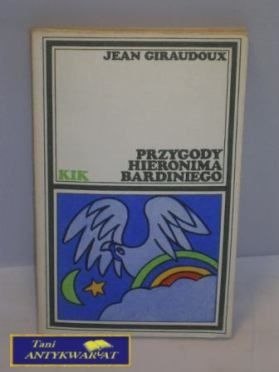 JEAN GIRAUDOUX
PRZYGODY
HIERONIMA
KIK BARDINIEGO
Tani
ANTYKWARIAT